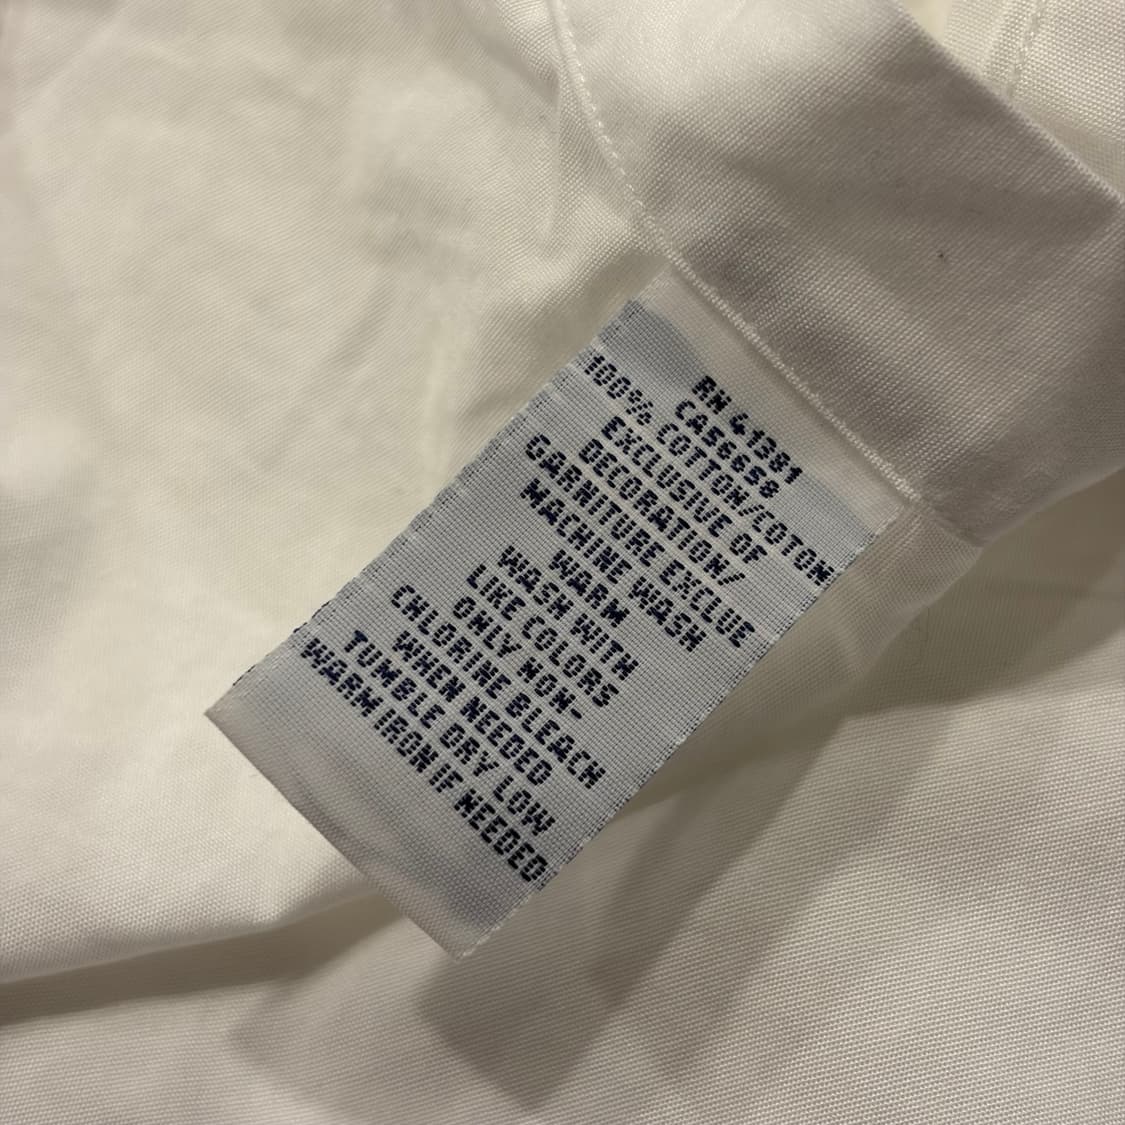 RN 41381
CA56658
100% COTTON/COTON
EXCLUSIVE OF
DECORATION/
GARNITURE EXCLUE
MACHINE WASH
WARM
WASH WITH
LIKE COLORS
ONLY NON-
CHLORINE BLEACH
WHEN NEEDED
TUMBLE DRY LOW
WARM IRON IF NEEDED